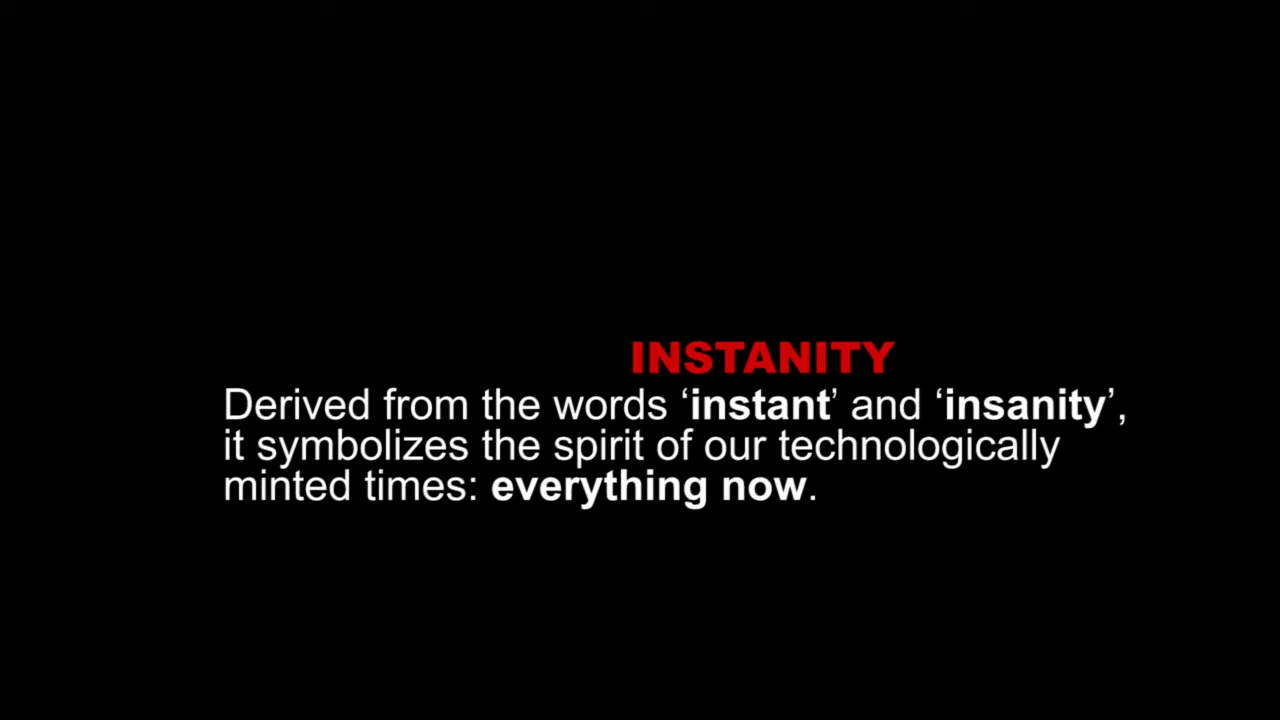 INSTANITY
Derived from the words ‘instant’ and ‘insanity’,
it symbolizes the spirit of our technologically
minted times: everything now.